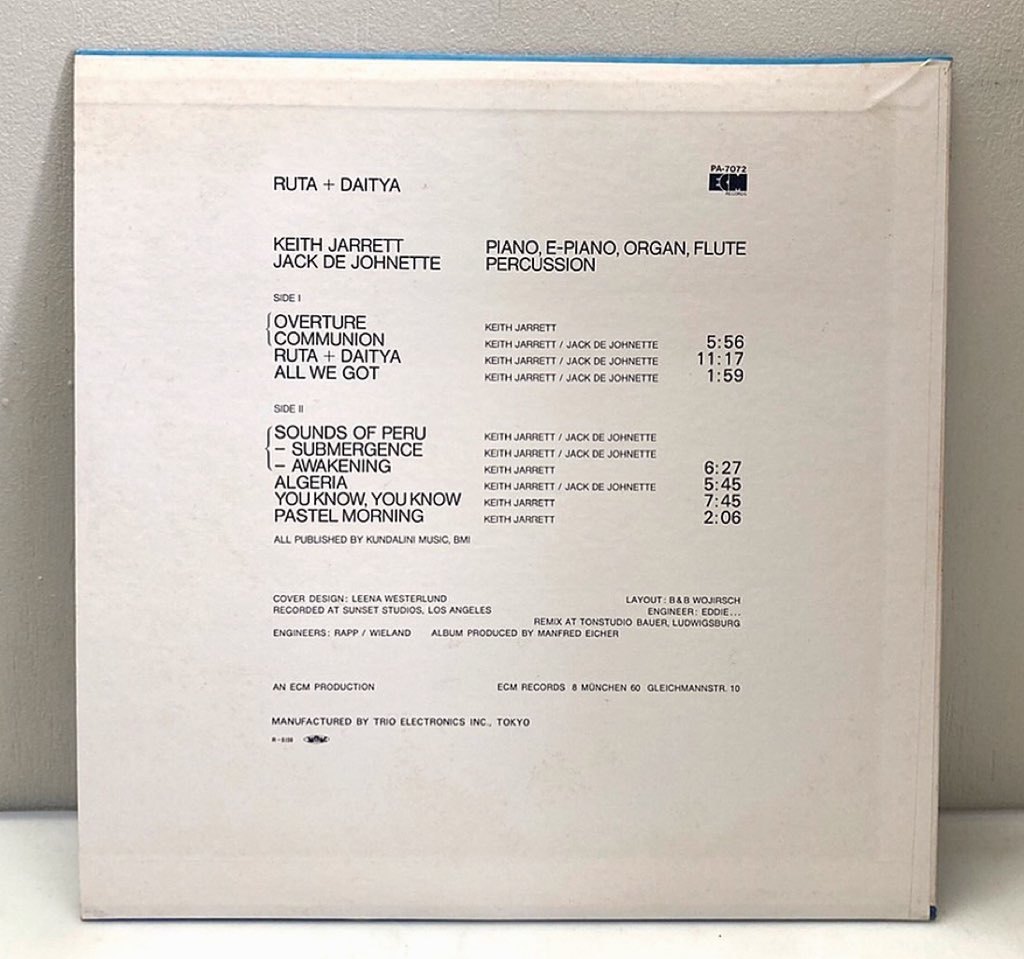 PA-7072
RUTA + DAITYA
ECM
RECORDS
KEITH JARRETT PIANO, E-PIANO, ORGAN, FLUTE
JACK DE JOHNETTE PERCUSSION
SIDE I
OVERTURE KEITH JARRETT
COMMUNION KEITH JARRETT / JACK DE JOHNETTE 5:56
RUTA + DAITYA KEITH JARRETT / JACK DE JOHNETTE 11:17
ALL WE GOT KEITH JARRETT / JACK DE JOHNETTE 1:59
SIDE II
SOUNDS OF PERU KEITH JARRETT / JACK DE JOHNETTE
– SUBMERGENCE KEITH JARRETT / JACK DE JOHNETTE
– AWAKENING KEITH JARRETT 6:27
ALGERIA KEITH JARRETT / JACK DE JOHNETTE 5:45
YOU KNOW, YOU KNOW KEITH JARRETT 7:45
PASTEL MORNING KEITH JARRETT 2:06
ALL PUBLISHED BY KUNDALINI MUSIC, BMI
COVER DESIGN: LEENA WESTERLUND LAYOUT: B&B WOJIRSCH
RECORDED AT SUNSET STUDIOS, LOS ANGELES ENGINEER: EDDIE...
REMIX AT TONSTUDIO BAUER, LUDWIGSBURG
ENGINEERS: RAPP / WIELAND ALBUM PRODUCED BY MANFRED EICHER
AN ECM PRODUCTION ECM RECORDS 8 MÜNCHEN 60 GLEICHMANNSTR. 10
MANUFACTURED BY TRIO ELECTRONICS INC., TOKYO